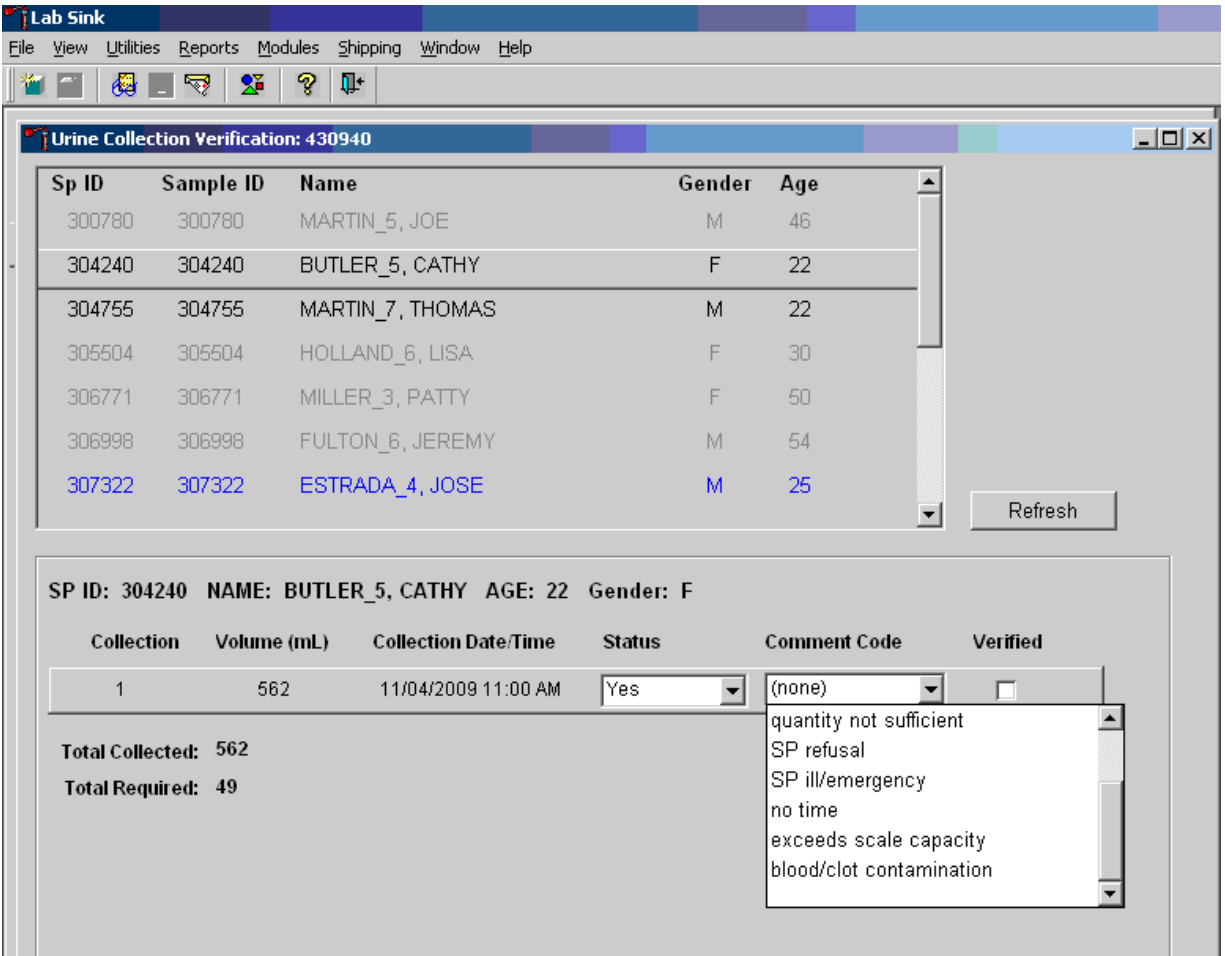 Lab Sink
File View Utilities Reports Modules Shipping Window Help
Urine Collection Verification: 430940
Sp ID Sample ID Name Gender Age
300780 300780 MARTIN_5, JOE M 46
304240 304240 BUTLER_5, CATHY F 22
304755 304755 MARTIN_7, THOMAS M 22
305504 305504 HOLLAND_6, LISA F 30
306771 306771 MILLER_3, PATTY F 50
306998 306998 FULTON_6, JEREMY M 54
307322 307322 ESTRADA_4, JOSE M 25
Refresh
SP ID: 304240 NAME: BUTLER_5, CATHY AGE: 22 Gender: F
Collection Volume (mL) Collection Date/Time Status Comment Code Verified
1 562 11/04/2009 11:00 AM Yes (none)
quantity not sufficient
SP refusal
SP ill/emergency
no time
exceeds scale capacity
blood/clot contamination
Total Collected: 562
Total Required: 49